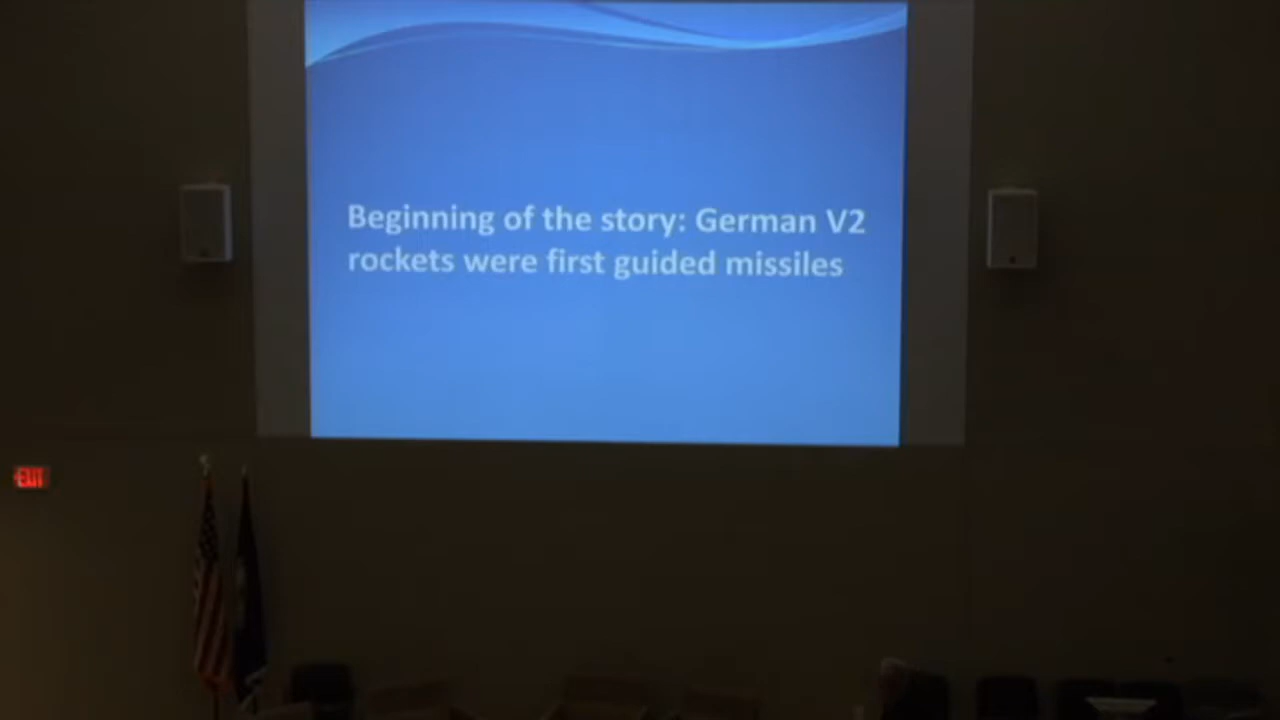 Beginning of the story: German V2
rockets were first guided missiles
EXIT